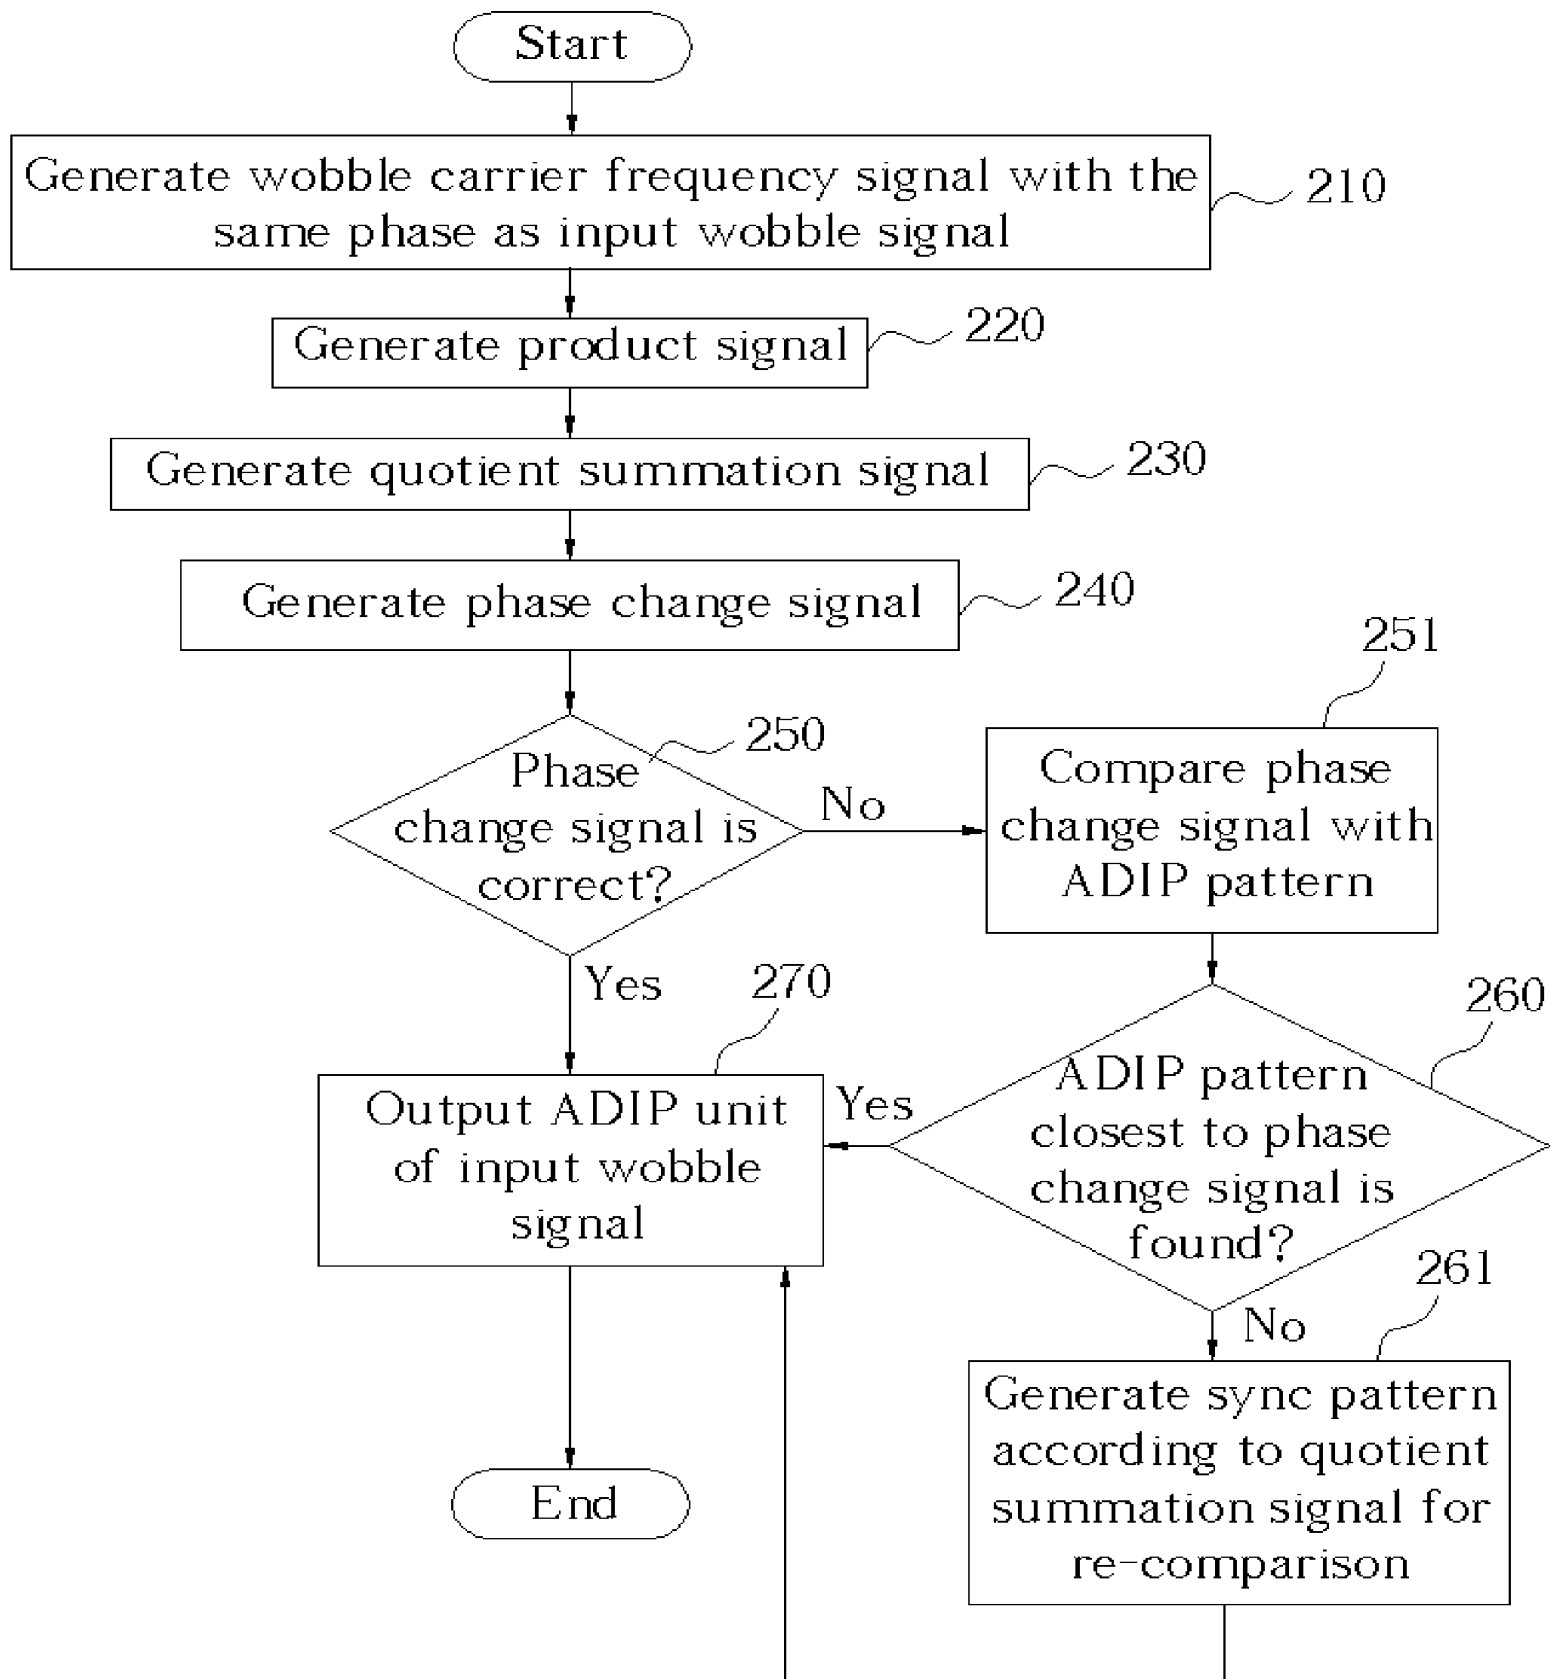 Start
Generate wobble carrier frequency signal with the
same phase as input wobble signal
210
Generate product signal
220
Generate quotient summation signal
230
Generate phase change signal
240
251
250
Phase
change signal is
correct?
No
Compare phase
change signal with
ADIP pattern
Yes
270
260
Output ADIP unit
of input wobble
signal
Yes
ADIP pattern
closest to phase
change signal is
found?
261
No
Generate sync pattern
according to quotient
summation signal for
re-comparison
End